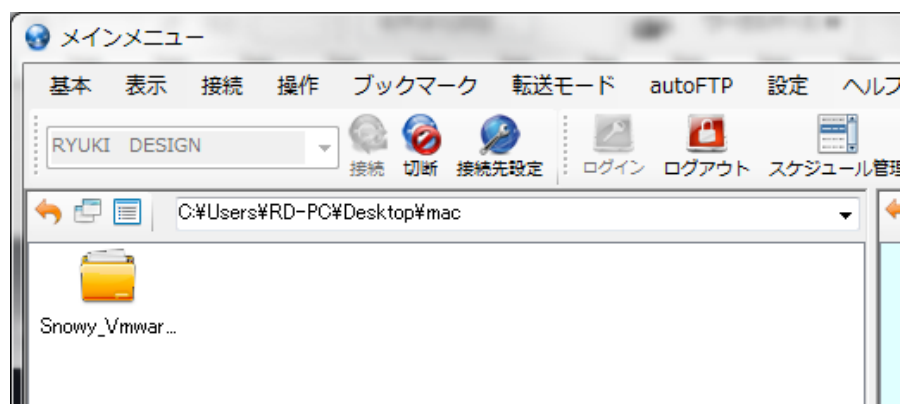 メインメニュー
基本 表示 接続 操作 ブックマーク 転送モード autoFTP 設定 ヘルプ
RYUKI DESIGN 接続 切断 接続先設定 ログイン ログアウト スケジュール管理
C:¥Users¥RD-PC¥Desktop¥mac
Snowy_Vmwar...